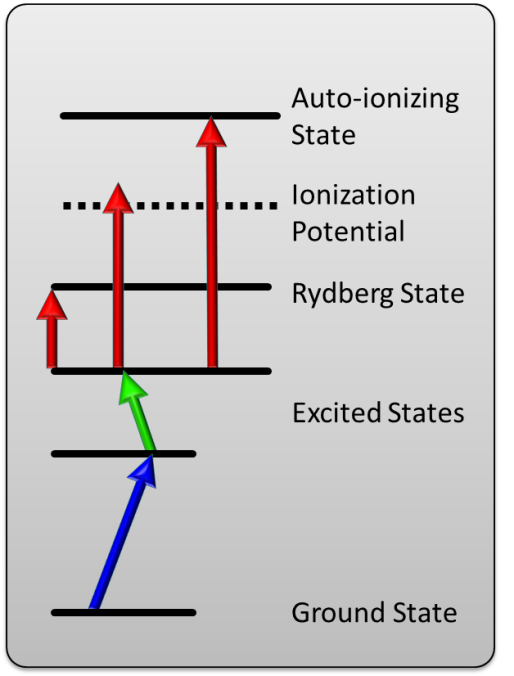 Auto-ionizing
State
Ionization
Potential
Rydberg State
Excited States
Ground State